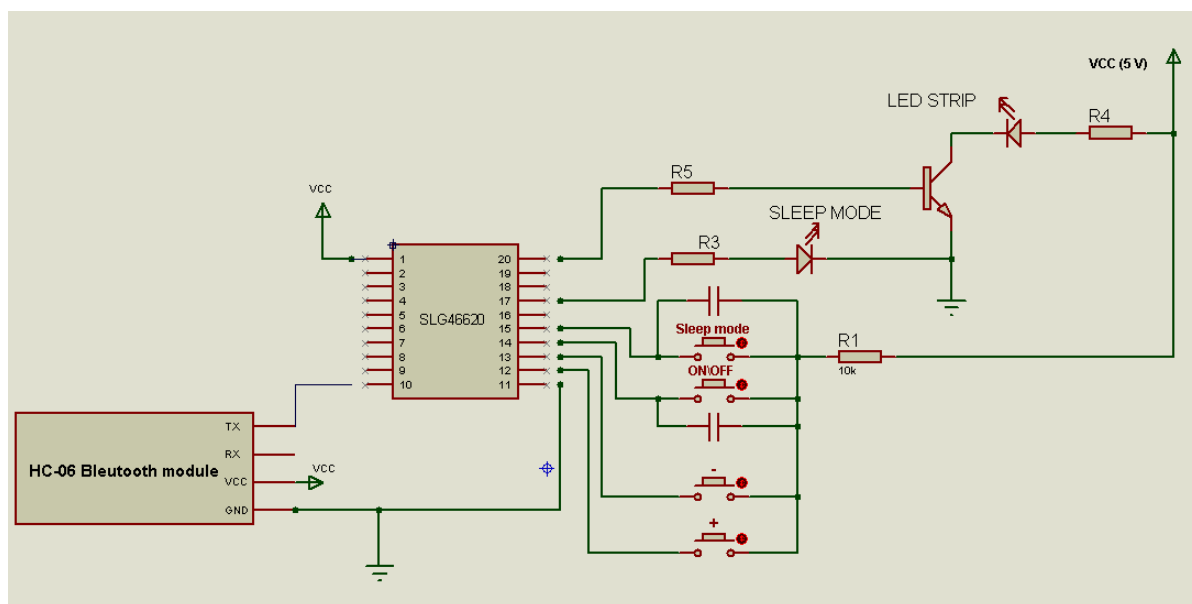 VCC (5 V)
LED STRIP
R4
R5
VCC
SLEEP MODE
R3
1
2
3
4
5
6
7
8
9
10
SLG46620
20
19
18
17
16
15
14
13
12
11
Sleep mode
R1
10k
ON\OFF
-
+
HC-06 Bleutooth module
TX
RX
VCC
GND
VCC